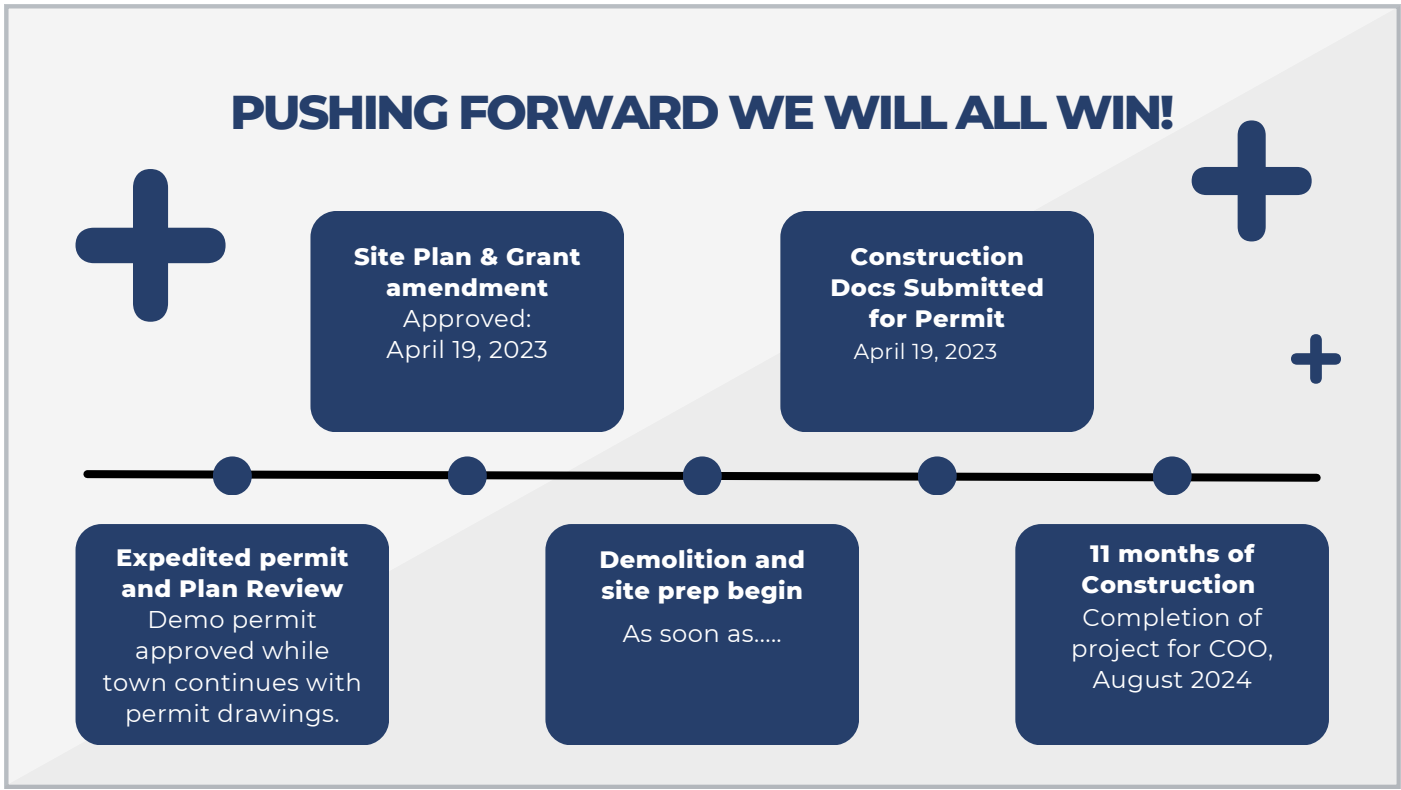 PUSHING FORWARD WE WILL ALL WIN!
Site Plan & Grant
amendment
Approved:
April 19, 2023
Construction
Docs Submitted
for Permit
April 19, 2023
Expedited permit
and Plan Review
Demo permit
approved while
town continues with
permit drawings.
Demolition and
site prep begin
As soon as.....
11 months of
Construction
Completion of
project for COO,
August 2024